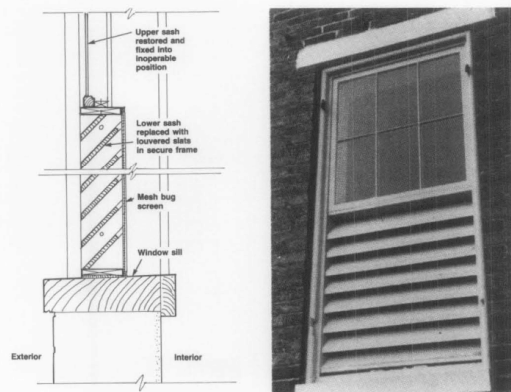 Upper sash
restored and
fixed into
inoperable
position
Lower sash
replaced with
louvered slats
in secure frame
Mesh bug
screen
Window sill
Exterior
Interior